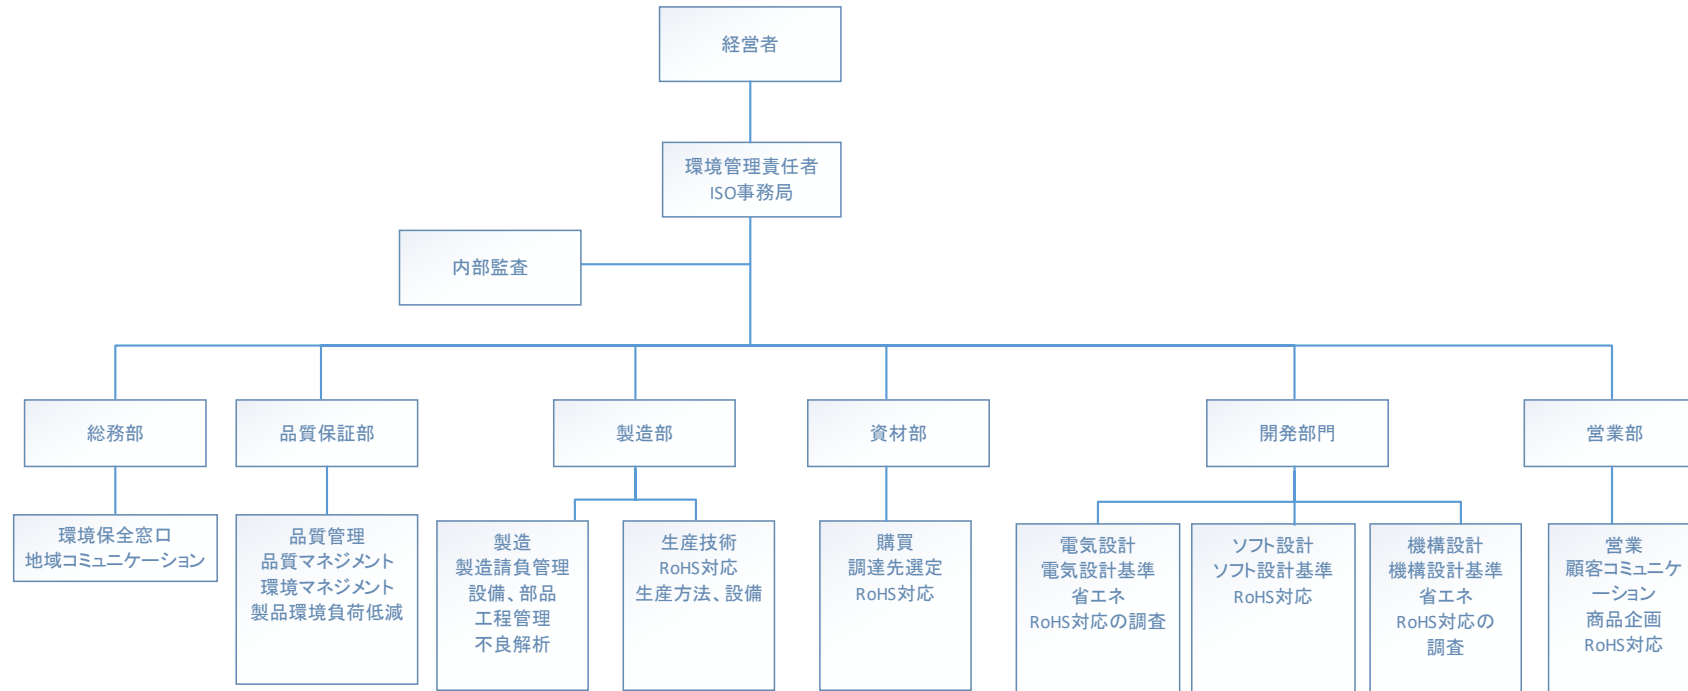 経営者
環境管理責任者
ISO事務局
内部監査
総務部
品質保証部
製造部
資材部
開発部門
営業部
環境保全窓口
地域コミュニケーション
品質管理
品質マネジメント
環境マネジメント
製品環境負荷低減
製造
製造請負管理
設備、部品
工程管理
不良解析
生産技術
RoHS対応
生産方法、設備
購買
調達先選定
RoHS対応
電気設計
電気設計基準
省エネ
RoHS対応の調査
ソフト設計
ソフト設計基準
RoHS対応
機構設計
機構設計基準
省エネ
RoHS対応の
調査
営業
顧客コミュニケ
ーション
商品企画
RoHS対応